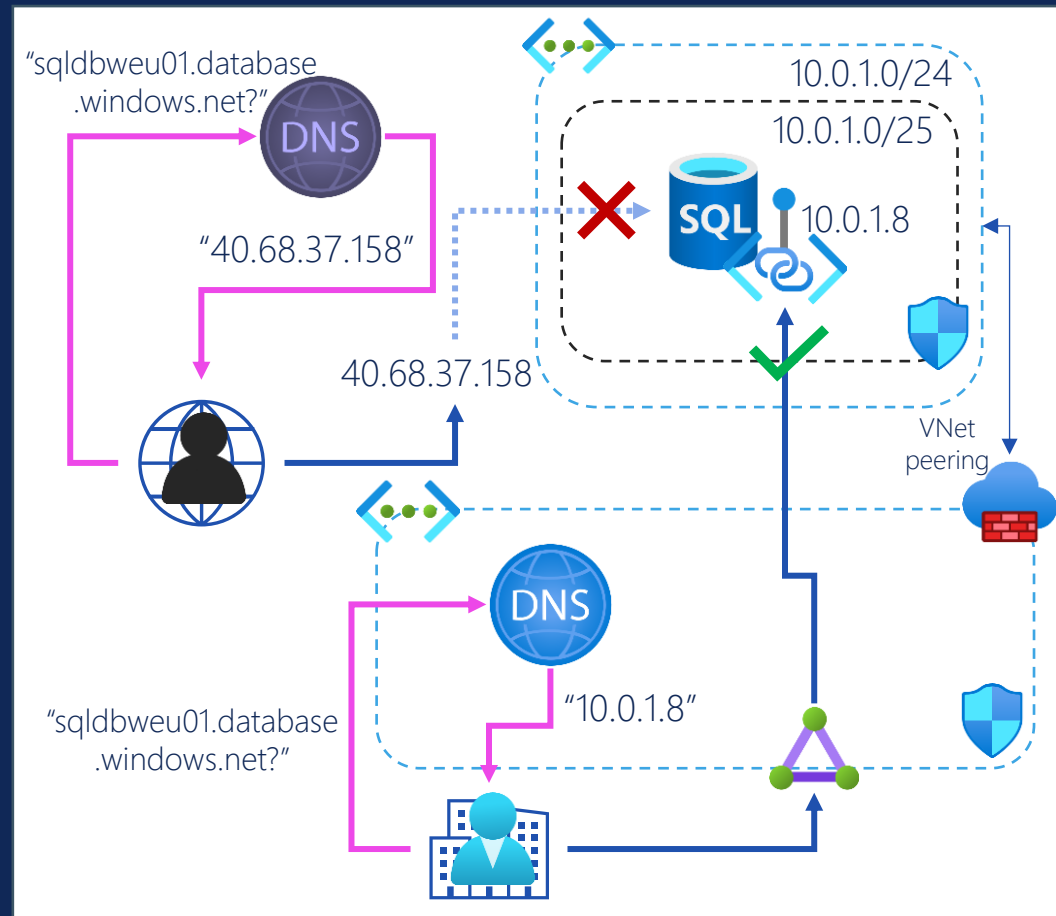 “sqldbweu01.database
.windows.net?”
DNS
“40.68.37.158”
40.68.37.158
10.0.1.0/24
10.0.1.0/25
SQL
10.0.1.8
VNet
peering
DNS
“10.0.1.8”
“sqldbweu01.database
.windows.net?”